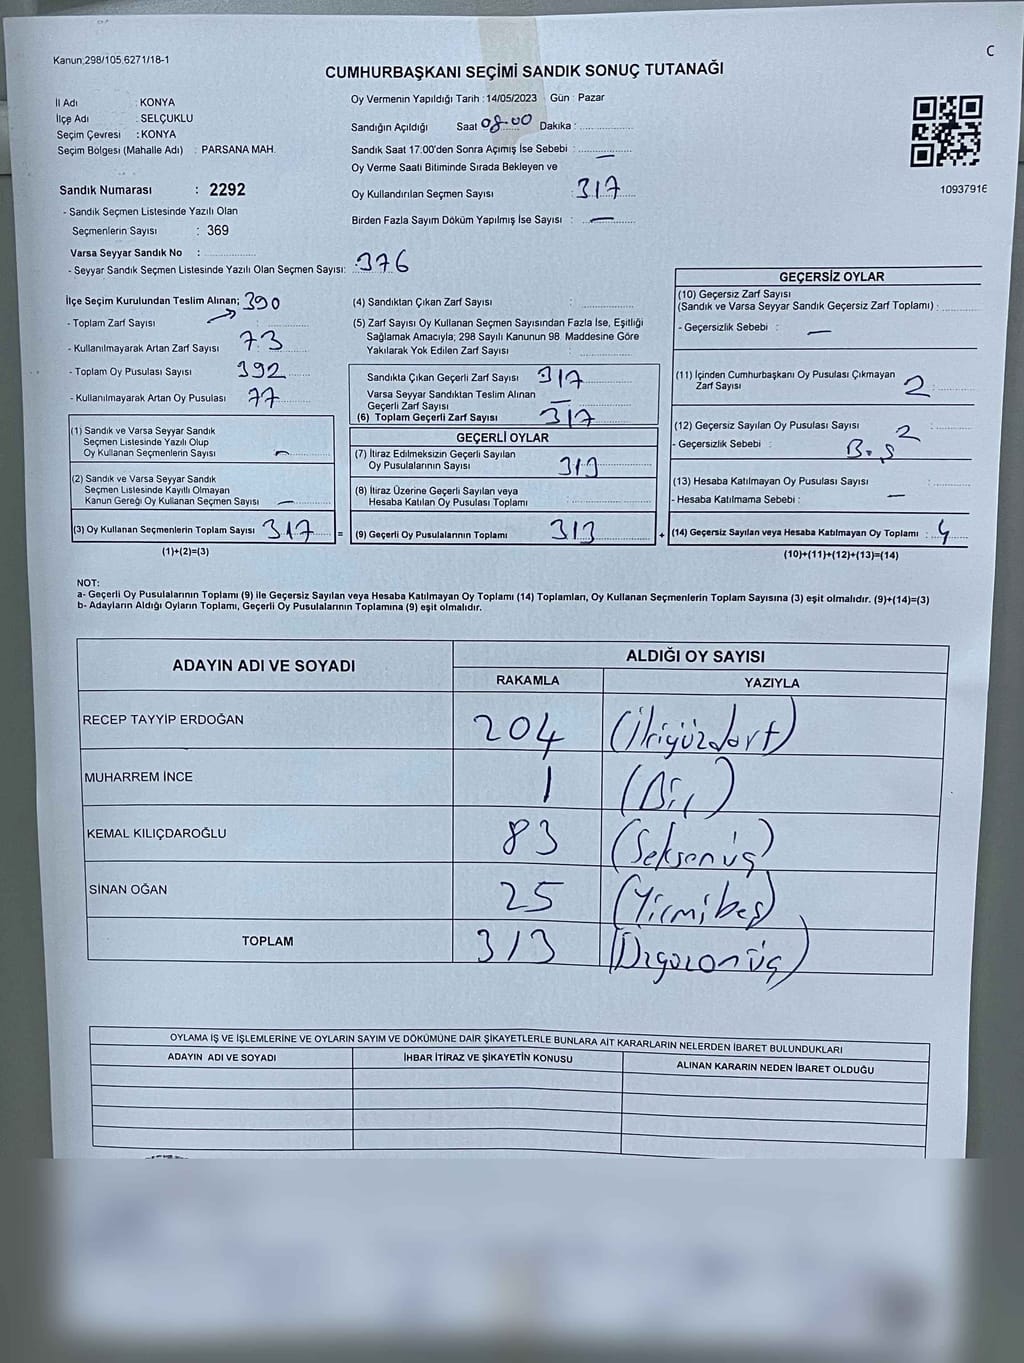 Kanun;298/105,6271/18-1
C
CUMHURBAŞKANI SEÇİMİ SANDIK SONUÇ TUTANAĞI
İl Adı : KONYA
İlçe Adı : SELÇUKLU
Seçim Çevresi : KONYA
Seçim Bölgesi (Mahalle Adı) : PARSANA MAH.
Sandık Numarası : 2292
- Sandık Seçmen Listesinde Yazılı Olan
Seçmenlerin Sayısı : 369
Varsa Seyyar Sandık No :
- Seyyar Sandık Seçmen Listesinde Yazılı Olan Seçmen Sayısı: 376
Oy Vermenin Yapıldığı Tarih : 14/05/2023 Gün : Pazar
Sandığın Açıldığı Saat 08.00 Dakika :
Sandık Saat 17:00'den Sonra Açımış İse Sebebi : —
Oy Verme Saati Bitiminde Sırada Bekleyen ve
Oy Kullandırılan Seçmen Sayısı : 317
Birden Fazla Sayım Döküm Yapılmış İse Sayısı : —
1093791E
İlçe Seçim Kurulundan Teslim Alınan; 390
- Toplam Zarf Sayısı :
- Kullanılmayarak Artan Zarf Sayısı 73
- Toplam Oy Pusulası Sayısı 392
- Kullanılmayarak Artan Oy Pusulası 77
(1) Sandık ve Varsa Seyyar Sandık
Seçmen Listesinde Yazılı Olup
Oy Kullanan Seçmenlerin Sayısı —
(2) Sandık ve Varsa Seyyar Sandık
Seçmen Listesinde Kayıtlı Olmayan
Kanun Gereği Oy Kullanan Seçmen Sayısı —
(3) Oy Kullanan Seçmenlerin Toplam Sayısı 317 =
(1)+(2)=(3)
(4) Sandıktan Çıkan Zarf Sayısı :
(5) Zarf Sayısı Oy Kullanan Seçmen Sayısından Fazla İse, Eşitliği
Sağlamak Amacıyla; 298 Sayılı Kanunun 98 Maddesine Göre
Yakılarak Yok Edilen Zarf Sayısı :
Sandıkta Çıkan Geçerli Zarf Sayısı 317
Varsa Seyyar Sandıktan Teslim Alınan
Geçerli Zarf Sayısı —
(6) Toplam Geçerli Zarf Sayısı 317
GEÇERLİ OYLAR
(7) İtiraz Edilmeksizin Geçerli Sayılan
Oy Pusulalarının Sayısı 313
(8) İtiraz Üzerine Geçerli Sayılan veya
Hesaba Katılan Oy Pusulası Toplamı :
(9) Geçerli Oy Pusulalarının Toplamı 313 +
GEÇERSİZ OYLAR
(10) Geçersiz Zarf Sayısı
(Sandık ve Varsa Seyyar Sandık Geçersiz Zarf Toplamı) :
- Geçersizlik Sebebi : —
(11) İçinden Cumhurbaşkanı Oy Pusulası Çıkmayan
Zarf Sayısı 2
(12) Geçersiz Sayılan Oy Pusulası Sayısı 2
- Geçersizlik Sebebi : Boş
(13) Hesaba Katılmayan Oy Pusulası Sayısı :
- Hesaba Katılmama Sebebi : —
(14) Geçersiz Sayılan veya Hesaba Katılmayan Oy Toplamı : 4
(10)+(11)+(12)+(13)=(14)
NOT:
a- Geçerli Oy Pusulalarının Toplamı (9) ile Geçersiz Sayılan veya Hesaba Katılmayan Oy Toplamı (14) Toplamları, Oy Kullanan Seçmenlerin Toplam Sayısına (3) eşit olmalıdır. (9)+(14)=(3)
b- Adayların Aldığı Oyların Toplamı, Geçerli Oy Pusulalarının Toplamına (9) eşit olmalıdır.
ADAYIN ADI VE SOYADI
ALDIĞI OY SAYISI
RAKAMLA YAZIYLA
RECEP TAYYİP ERDOĞAN 204 (İkiyüzdört)
MUHARREM İNCE 1 (Bir)
KEMAL KILIÇDAROĞLU 83 (Seksenüç)
SİNAN OĞAN 25 (Yirmibeş)
TOPLAM 313
OYLAMA İŞ VE İŞLEMLERİNE VE OYLARIN SAYIM VE DÖKÜMÜNE DAİR ŞİKAYETLERLE BUNLARA AİT KARARLARIN NELERDEN İBARET BULUNDUKLARI
ADAYIN ADI VE SOYADI İHBAR İTİRAZ VE ŞİKAYETİN KONUSU ALINAN KARARIN NEDEN İBARET OLDUĞU